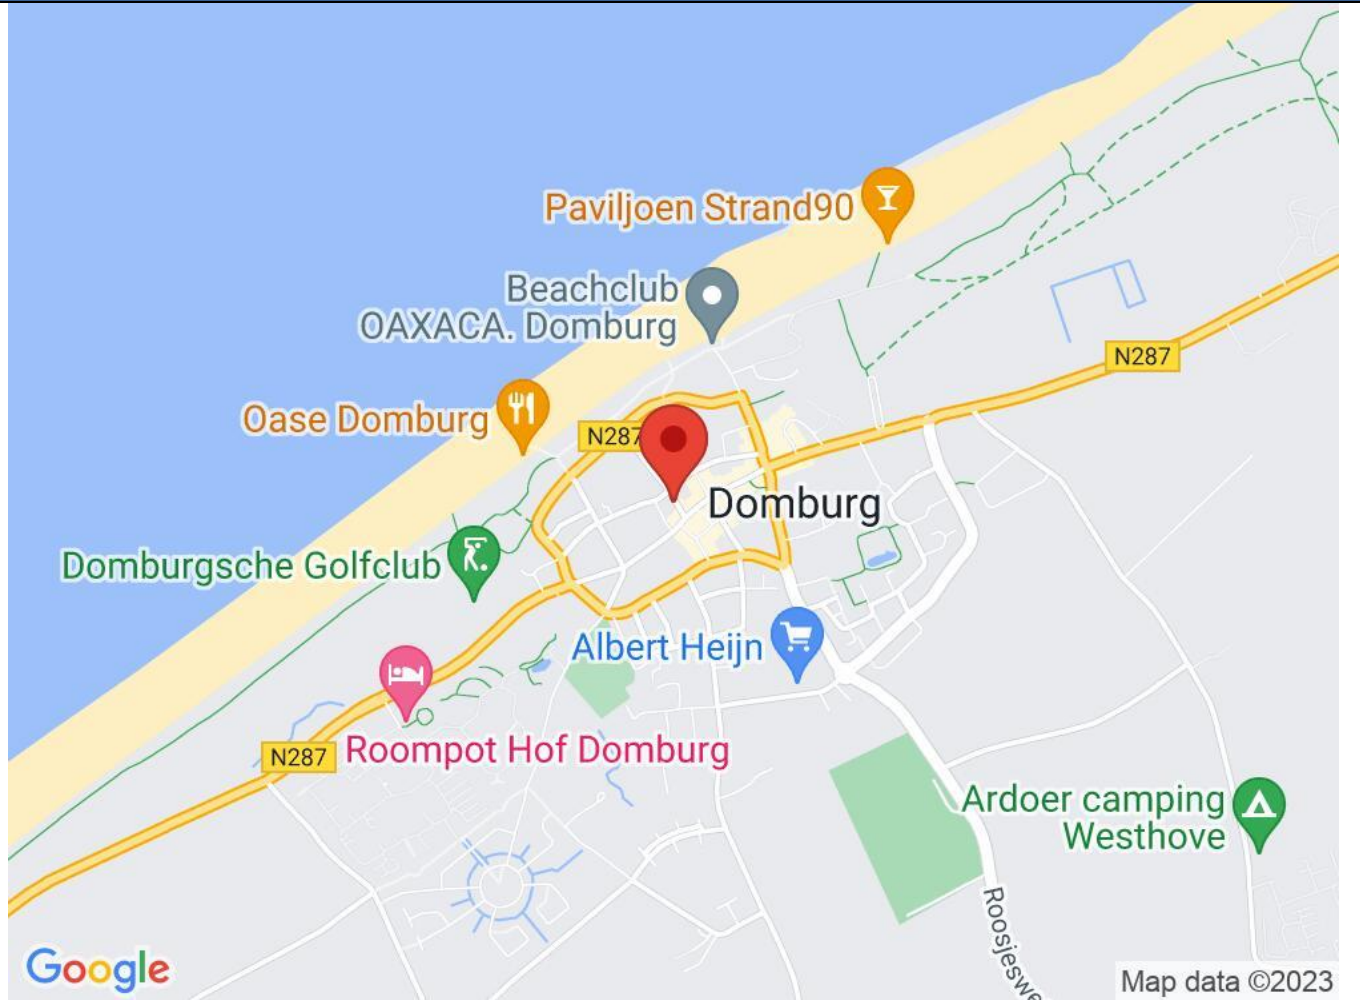 Paviljoen Strand90
Beachclub
OAXACA. Domburg
N287
Oase Domburg
N287
Domburg
Domburgsche Golfclub
Albert Heijn
N287
Roompot Hof Domburg
Ardoer camping
Westhove
Google
Map data ©2023